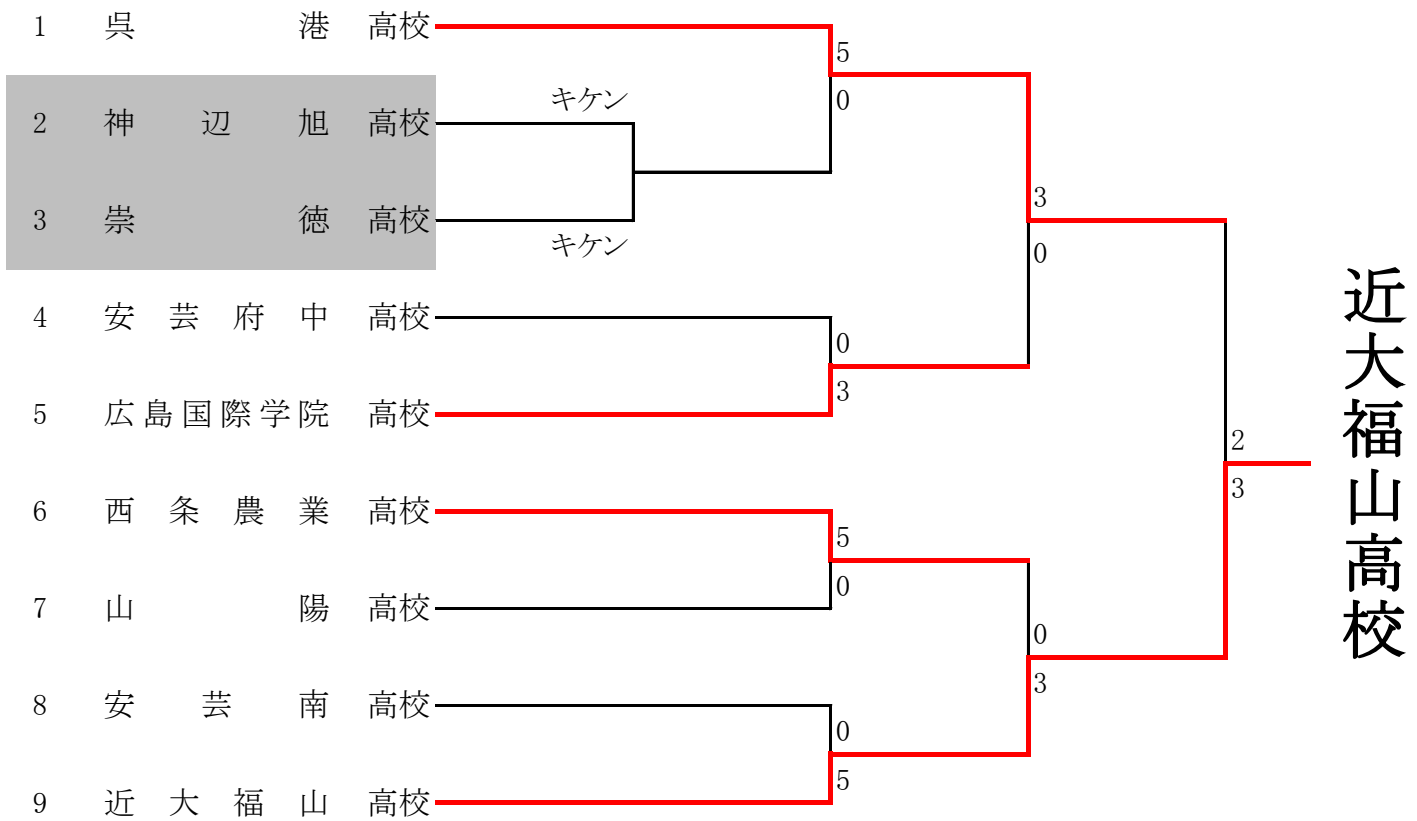 1 呉港高校
5
0
キケン
2 神辺旭高校
3 崇徳高校
キケン
3
0
4 安芸府中高校
0
3
5 広島国際学院高校
2
3
6 西条農業高校
5
0
7 山陽高校
0
3
8 安芸南高校
0
5
9 近大福山高校
近大福山高校